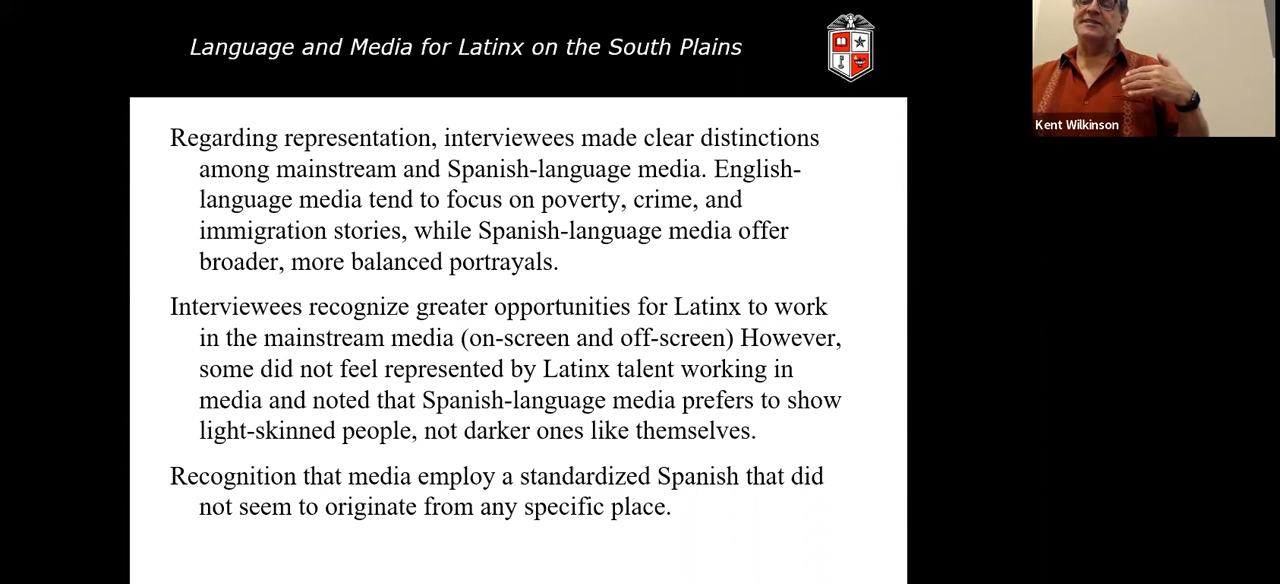 Language and Media for Latinx on the South Plains
Kent Wilkinson
Regarding representation, interviewees made clear distinctions
among mainstream and Spanish-language media. English-
language media tend to focus on poverty, crime, and
immigration stories, while Spanish-language media offer
broader, more balanced portrayals.
Interviewees recognize greater opportunities for Latinx to work
in the mainstream media (on-screen and off-screen) However,
some did not feel represented by Latinx talent working in
media and noted that Spanish-language media prefers to show
light-skinned people, not darker ones like themselves.
Recognition that media employ a standardized Spanish that did
not seem to originate from any specific place.